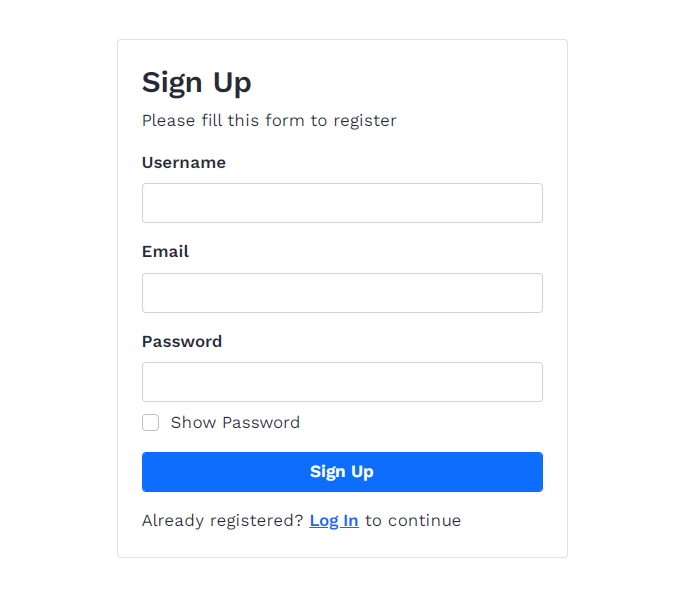 Sign Up
Please fill this form to register
Username
Email
Password
Show Password
Sign Up
Already registered? Log In to continue